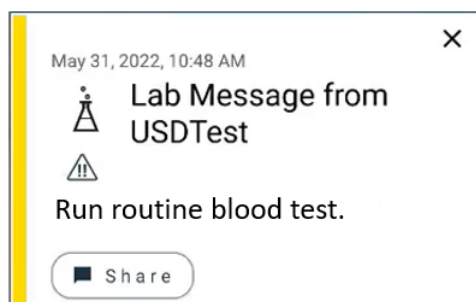 May 31, 2022, 10:48 AM
Lab Message from
USDTest
Run routine blood test.
Share